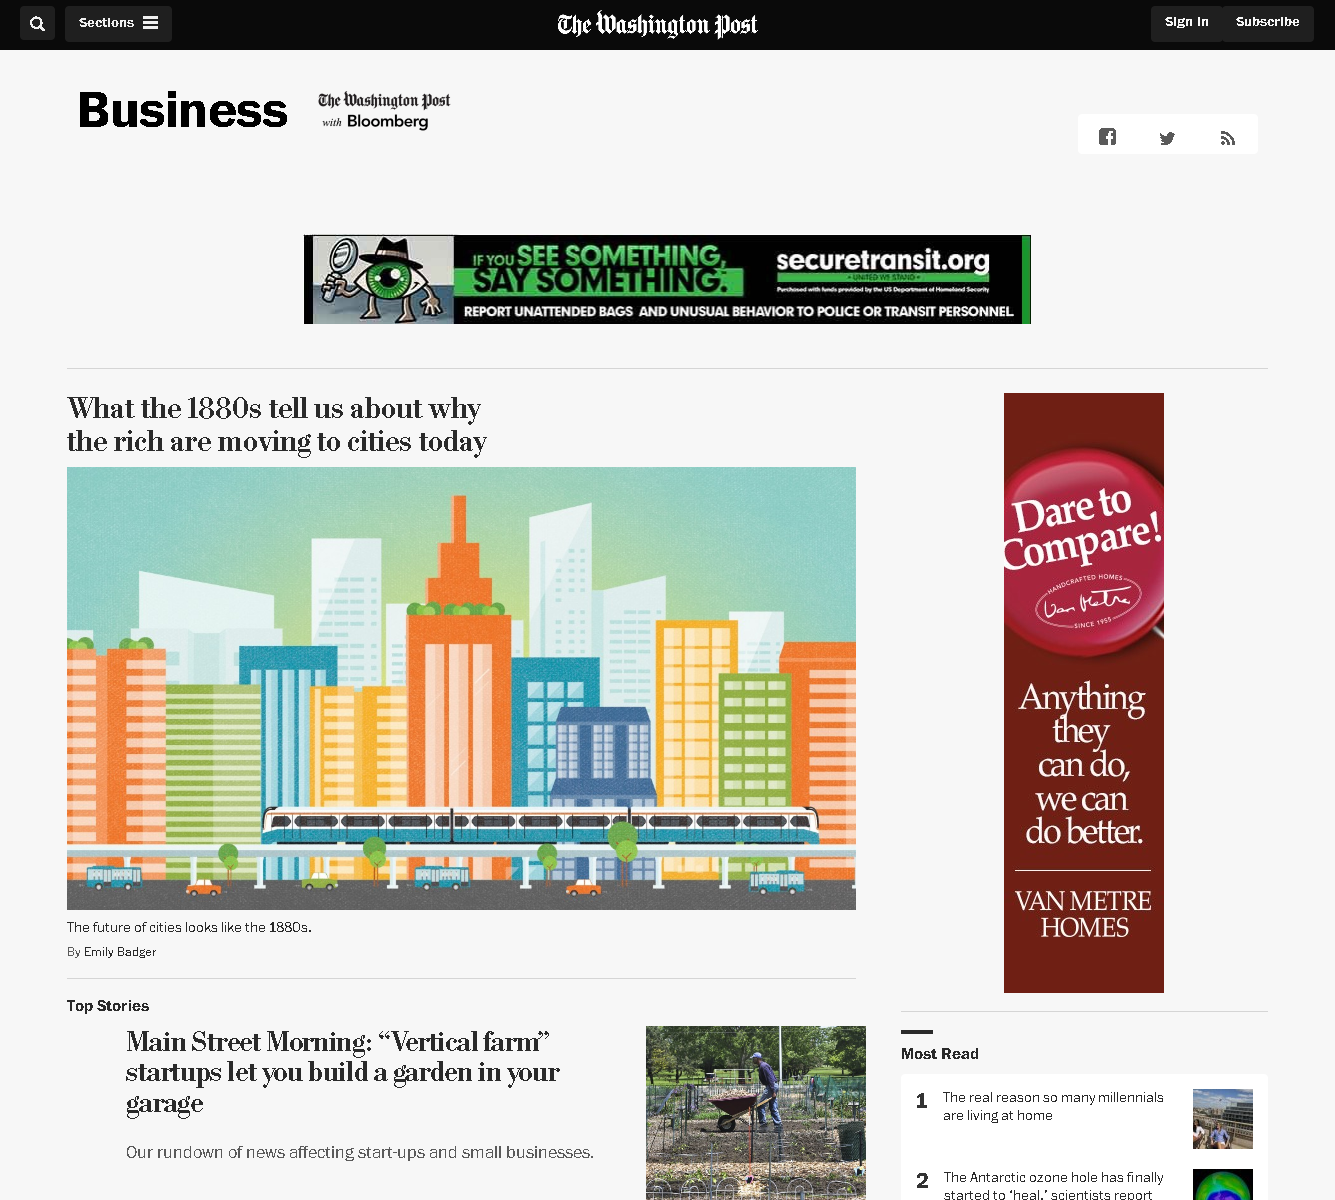 Sections
The Washington Post
Sign In
Subscribe
Business
The Washington Post
with Bloomberg
IF YOU SEE SOMETHING,
SAY SOMETHING.
securetransit.org
- UNITED WE STAND -
Purchased with funds provided by the US Department of Homeland Security
REPORT UNATTENDED BAGS AND UNUSUAL BEHAVIOR TO POLICE OR TRANSIT PERSONNEL
What the 1880s tell us about why
the rich are moving to cities today
The future of cities looks like the 1880s.
By Emily Badger
Dare to
Compare!
HANDCRAFTED HOMES
Van Metre
SINCE 1955
Anything
they
can do,
we can
do better.
VAN METRE
HOMES
Top Stories
Main Street Morning: “Vertical farm”
startups let you build a garden in your
garage
Our rundown of news affecting start-ups and small businesses.
Most Read
1 The real reason so many millennials
are living at home
2 The Antarctic ozone hole has finally
started to ‘heal,’ scientists report